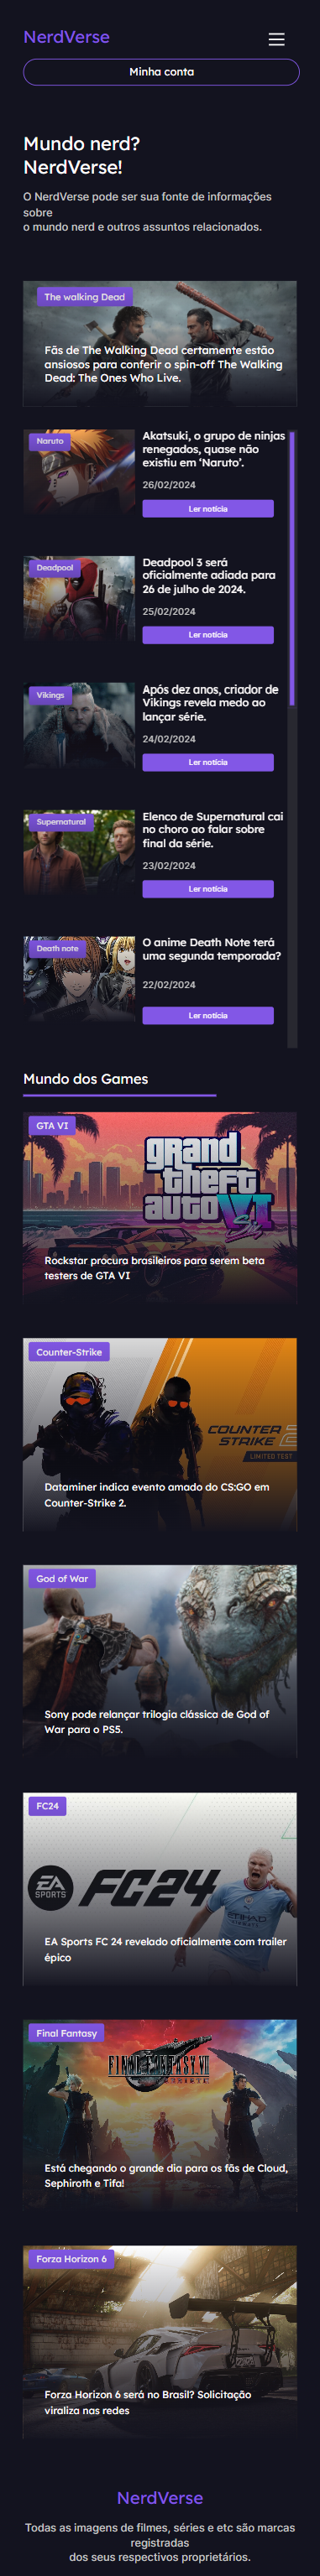 NerdVerse
Minha conta
Mundo nerd?
NerdVerse!
O NerdVerse pode ser sua fonte de informações
sobre
o mundo nerd e outros assuntos relacionados.
The walking Dead
Fãs de The Walking Dead certamente estão
ansiosos para conferir o spin-off The Walking
Dead: The Ones Who Live.
Naruto
Akatsuki, o grupo de ninjas
renegados, quase não
existiu em ‘Naruto’.
26/02/2024
Ler notícia
Deadpool
Deadpool 3 será
oficialmente adiada para
26 de julho de 2024.
25/02/2024
Ler notícia
Vikings
Após dez anos, criador de
Vikings revela medo ao
lançar série.
24/02/2024
Ler notícia
Supernatural
Elenco de Supernatural cai
no choro ao falar sobre
final da série.
23/02/2024
Ler notícia
Death note
O anime Death Note terá
uma segunda temporada?
22/02/2024
Ler notícia
Mundo dos Games
GTA VI
grand
theft
auto VI
Rockstar procura brasileiros para serem beta
testers de GTA VI
Counter-Strike
COUNTER
STRIKE 2
LIMITED TEST
Dataminer indica evento amado do CS:GO em
Counter-Strike 2.
God of War
Sony pode relançar trilogia clássica de God of
War para o PS5.
FC24
EA
SPORTS
FC24
ETIHAD
EA Sports FC 24 revelado oficialmente com trailer
épico
Final Fantasy
FINAL FANTASY VII
REBIRTH
Está chegando o grande dia para os fãs de Cloud,
Sephiroth e Tifa!
Forza Horizon 6
Forza Horizon 6 será no Brasil? Solicitação
viraliza nas redes
NerdVerse
Todas as imagens de filmes, séries e etc são marcas
registradas
dos seus respectivos proprietários.